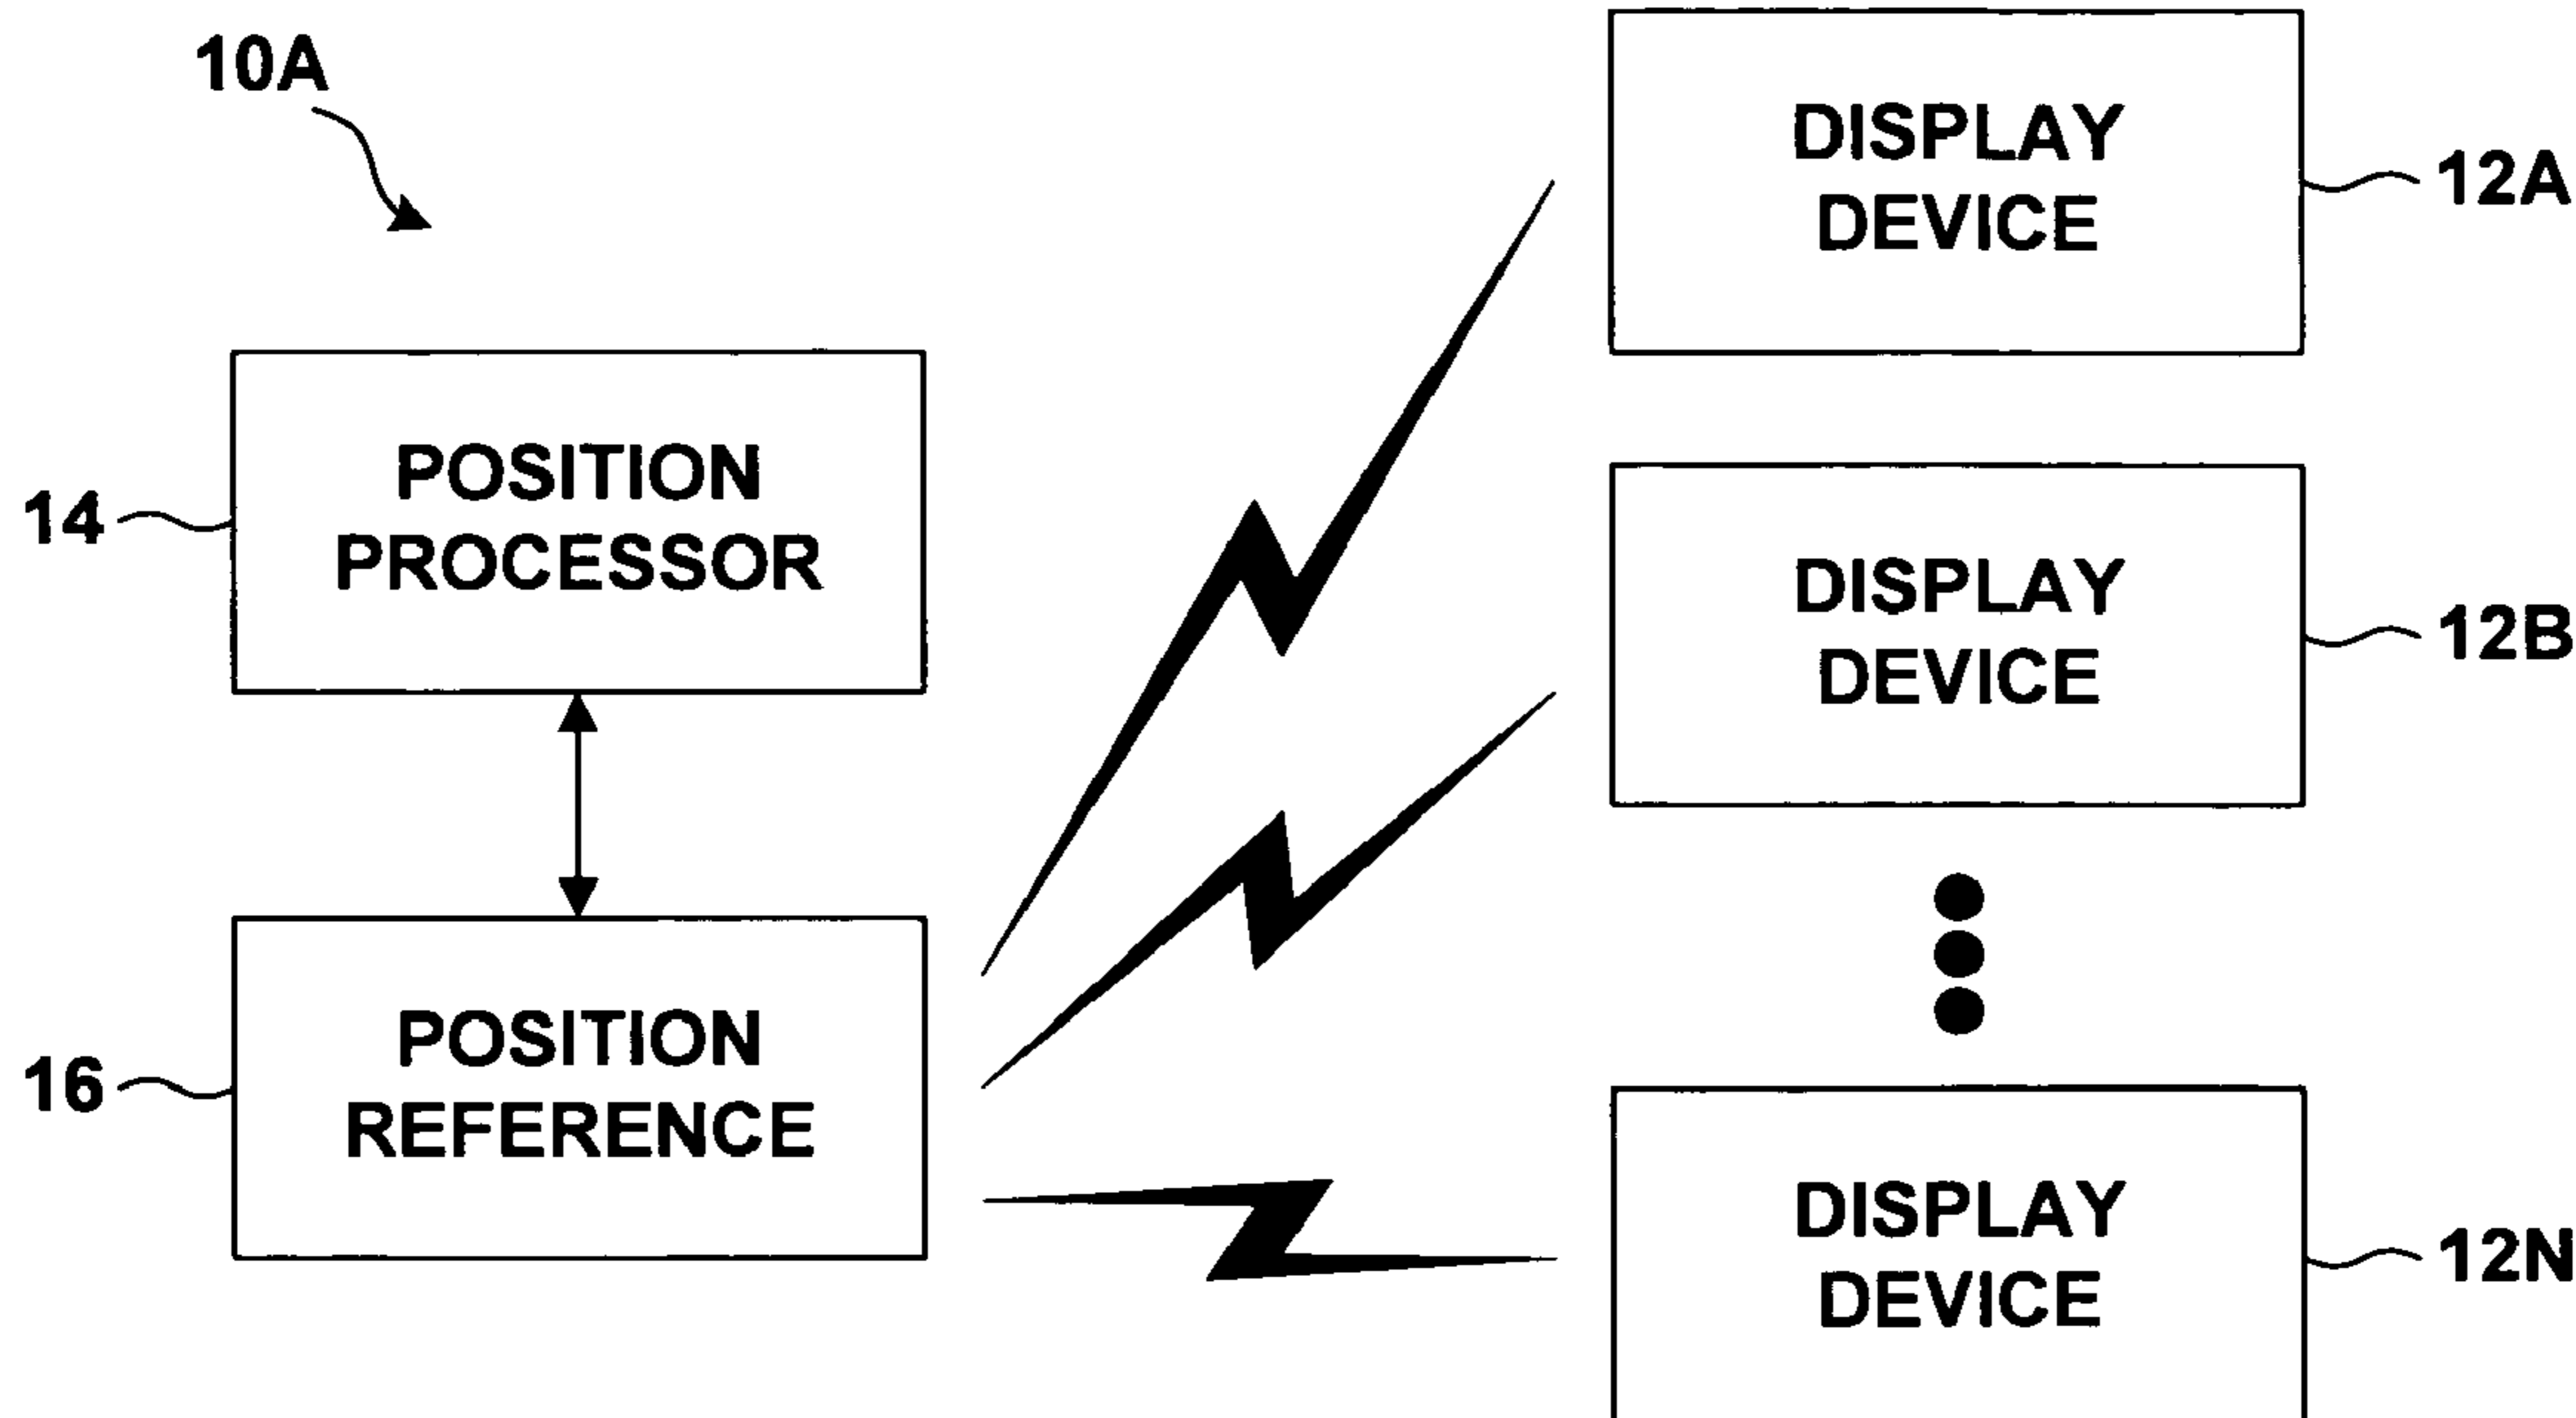 10A
DISPLAY
DEVICE
12A
POSITION
PROCESSOR
14
DISPLAY
DEVICE
12B
POSITION
REFERENCE
16
DISPLAY
DEVICE
12N